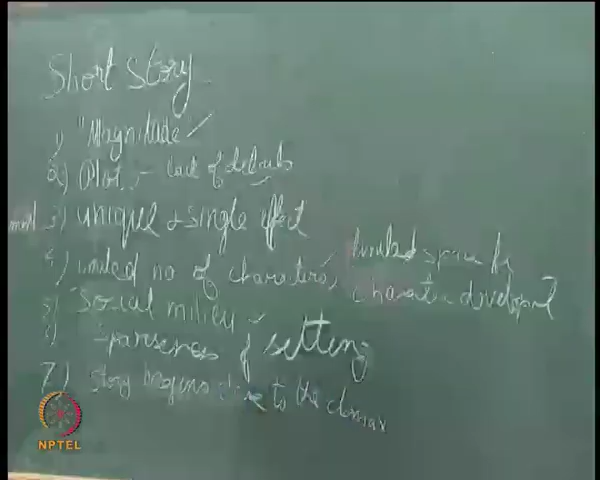 Short Story
1) "Magnitude" ✓
2) Plot :- lack of details
3) unique & single effect
4) limited no of characters, limited space for
character development
5) Social milieu
6) Sparseness of setting
7) Story begins close to the climax
NPTEL